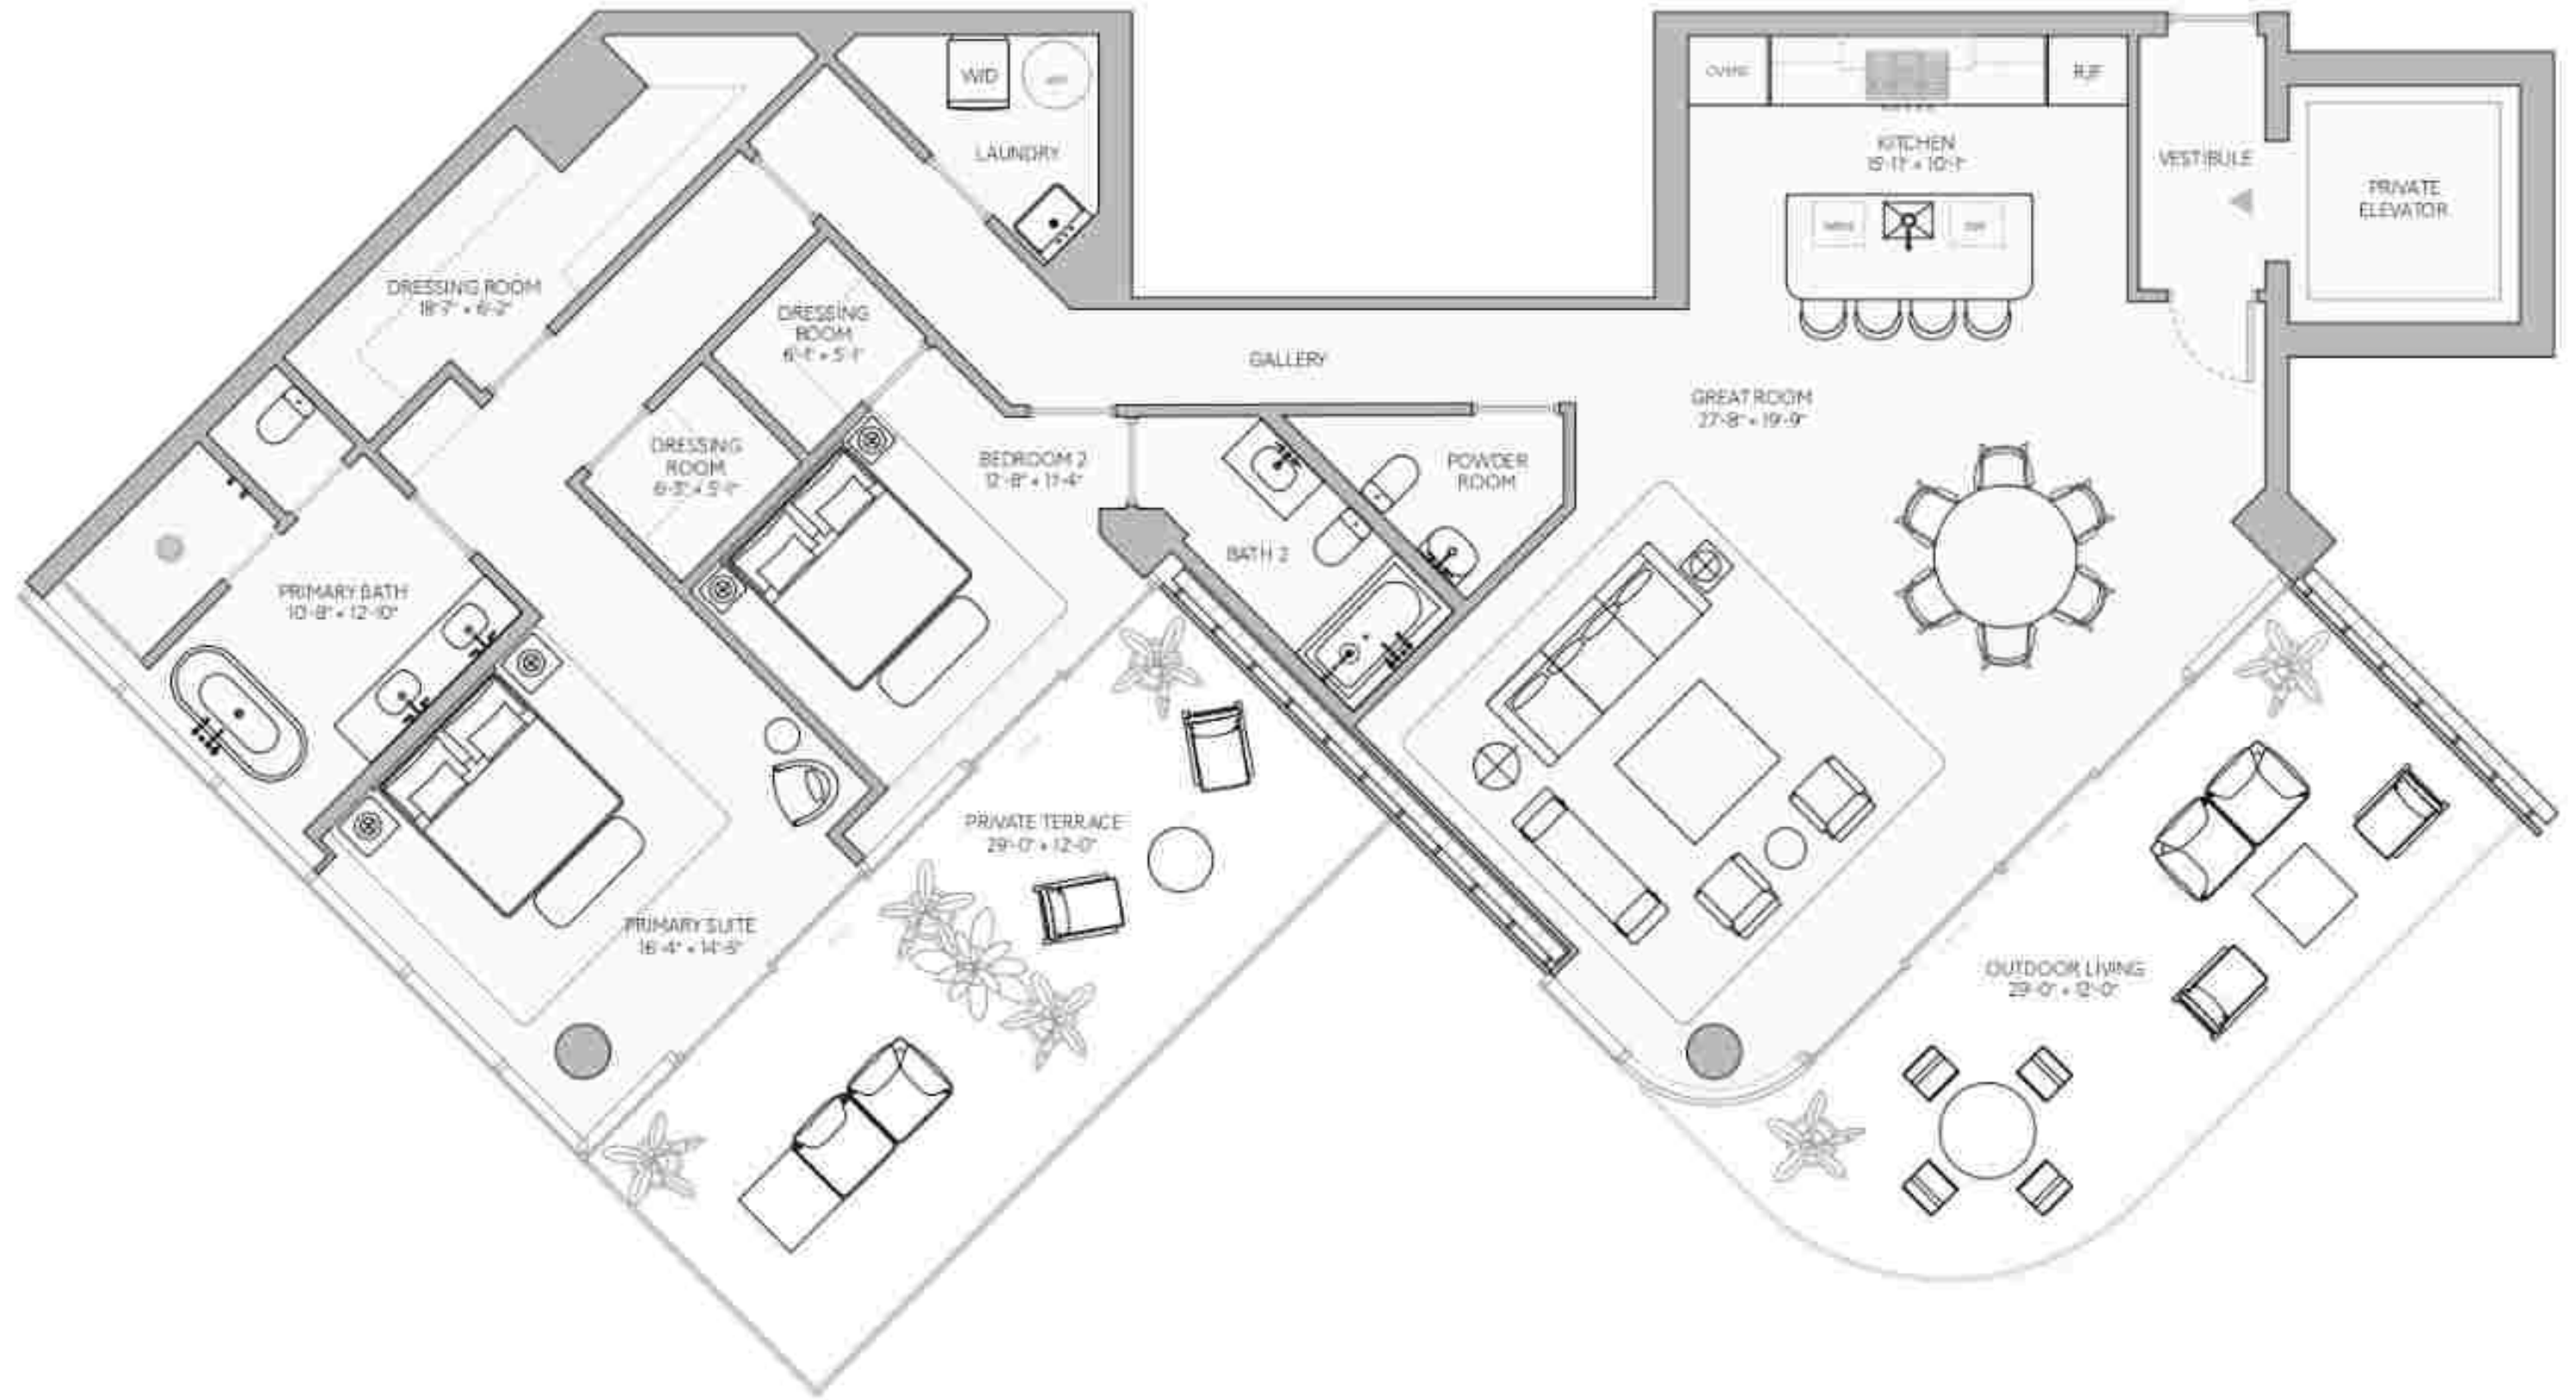 W/D
LAUNDRY
OVENS
R/F
KITCHEN
15'-11" × 10'-1"
VESTIBULE
PRIVATE
ELEVATOR
DRESSING ROOM
18'-7" × 6'-2"
DRESSING
ROOM
6'-1" × 5'-1"
GALLERY
GREAT ROOM
27'-8" × 19'-9"
DRESSING
ROOM
6'-3" × 5'-1"
BEDROOM 2
12'-8" × 11'-4"
POWDER
ROOM
BATH 2
PRIMARY BATH
10'-8" × 12'-10"
PRIVATE TERRACE
29'-0" × 12'-0"
PRIMARY SUITE
16'-4" × 14'-5"
OUTDOOR LIVING
29'-0" × 12'-0"